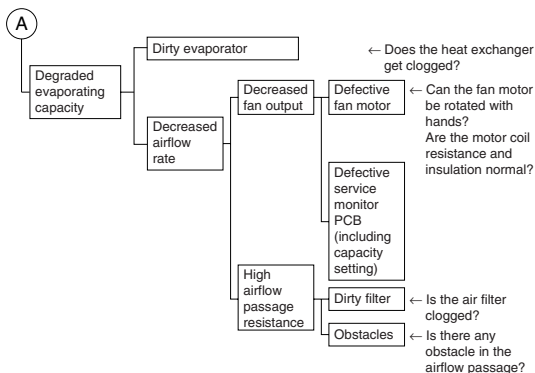 A
Dirty evaporator
← Does the heat exchanger
get clogged?
Degraded
evaporating
capacity
Decreased
airflow
rate
Decreased
fan output
Defective
fan motor
← Can the fan motor
be rotated with
hands?
Are the motor coil
resistance and
insulation normal?
Defective
service
monitor
PCB
(including
capacity
setting)
High
airflow
passage
resistance
Dirty filter
← Is the air filter
clogged?
Obstacles
← Is there any
obstacle in the
airflow passage?